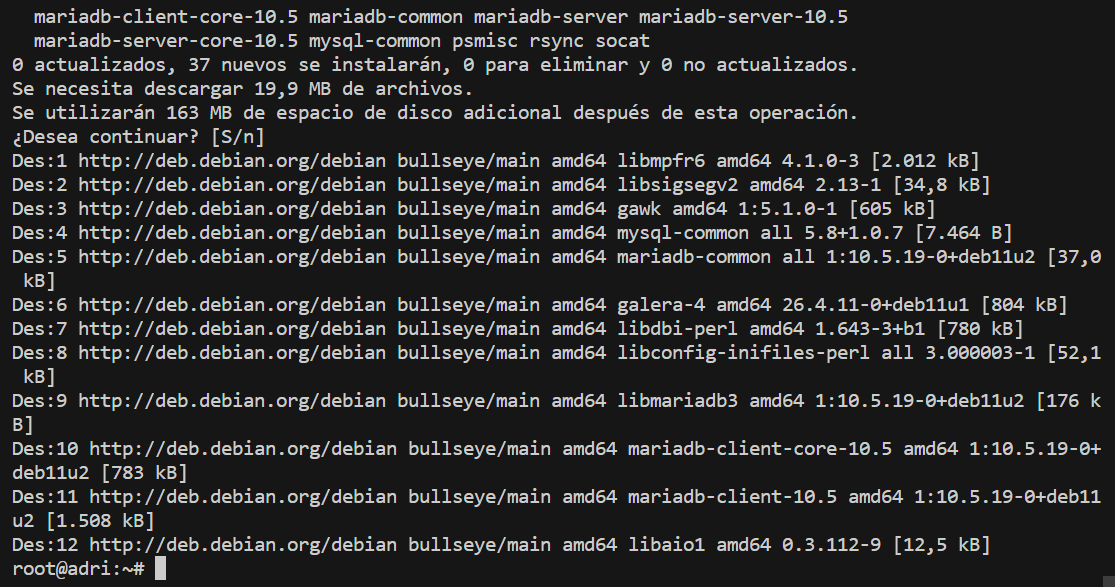 mariadb-client-core-10.5 mariadb-common mariadb-server mariadb-server-10.5
mariadb-server-core-10.5 mysql-common psmisc rsync socat
0 actualizados, 37 nuevos se instalarán, 0 para eliminar y 0 no actualizados.
Se necesita descargar 19,9 MB de archivos.
Se utilizarán 163 MB de espacio de disco adicional después de esta operación.
¿Desea continuar? [S/n]
Des:1 http://deb.debian.org/debian bullseye/main amd64 libmpfr6 amd64 4.1.0-3 [2.012 kB]
Des:2 http://deb.debian.org/debian bullseye/main amd64 libsigsegv2 amd64 2.13-1 [34,8 kB]
Des:3 http://deb.debian.org/debian bullseye/main amd64 gawk amd64 1:5.1.0-1 [605 kB]
Des:4 http://deb.debian.org/debian bullseye/main amd64 mysql-common all 5.8+1.0.7 [7.464 B]
Des:5 http://deb.debian.org/debian bullseye/main amd64 mariadb-common all 1:10.5.19-0+deb11u2 [37,0
kB]
Des:6 http://deb.debian.org/debian bullseye/main amd64 galera-4 amd64 26.4.11-0+deb11u1 [804 kB]
Des:7 http://deb.debian.org/debian bullseye/main amd64 libdbi-perl amd64 1.643-3+b1 [780 kB]
Des:8 http://deb.debian.org/debian bullseye/main amd64 libconfig-inifiles-perl all 3.000003-1 [52,1
kB]
Des:9 http://deb.debian.org/debian bullseye/main amd64 libmariadb3 amd64 1:10.5.19-0+deb11u2 [176 k
B]
Des:10 http://deb.debian.org/debian bullseye/main amd64 mariadb-client-core-10.5 amd64 1:10.5.19-0+
deb11u2 [783 kB]
Des:11 http://deb.debian.org/debian bullseye/main amd64 mariadb-client-10.5 amd64 1:10.5.19-0+deb11
u2 [1.508 kB]
Des:12 http://deb.debian.org/debian bullseye/main amd64 libaio1 amd64 0.3.112-9 [12,5 kB]
root@adri:~#